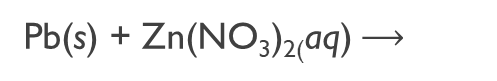 Pb(s) + Zn(NO₃)₂₍aq) ⟶